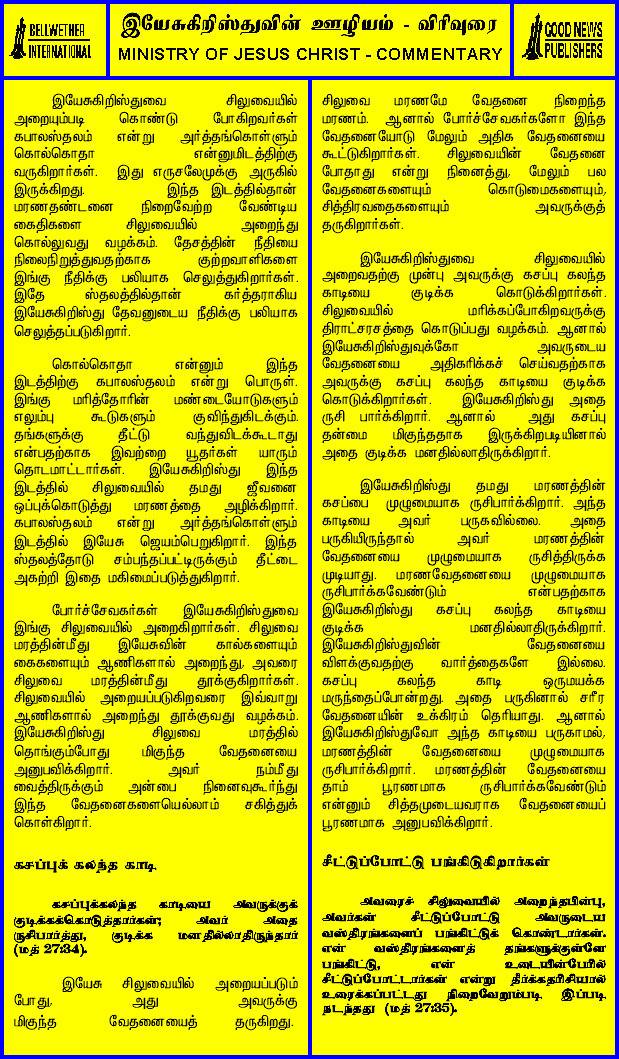 BELLWETHER
INTERNATIONAL
இயேசுகிறிஸ்துவின் ஊழியம் - விரிவுரை
MINISTRY OF JESUS CHRIST - COMMENTARY
GOOD NEWS
PUBLISHERS
இயேசுகிறிஸ்துவை சிலுவையில்
அறையும்படி கொண்டு போகிறவர்கள்
கபாலஸ்தலம் என்று அர்த்தங்கொள்ளும்
கொல்கொதா என்னுமிடத்திற்கு
வருகிறார்கள். இது எருசலேமுக்கு அருகில்
இருக்கிறது. இந்த இடத்தில்தான்
மரணதண்டனை நிறைவேற்ற வேண்டிய
கைதிகளை சிலுவையில் அறைந்து
கொல்லுவது வழக்கம். தேசத்தின் நீதியை
நிலைநிறுத்துவதற்காக குற்றவாளிகளை
இங்கு நீதிக்கு பலியாக செலுத்துகிறார்கள்.
இதே ஸ்தலத்தில்தான் கர்த்தராகிய
இயேசுகிறிஸ்து தேவனுடைய நீதிக்கு பலியாக
செலுத்தப்படுகிறார்.
கொல்கொதா என்னும் இந்த
இடத்திற்கு கபாலஸ்தலம் என்று பொருள்.
இங்கு மரித்தோரின் மண்டையோடுகளும்
எலும்பு கூடுகளும் குவிந்துகிடக்கும்.
தங்களுக்கு தீட்டு வந்துவிடக்கூடாது
என்பதற்காக இவற்றை யூதர்கள் யாரும்
தொடமாட்டார்கள். இயேசுகிறிஸ்து இந்த
இடத்தில் சிலுவையில் தமது ஜீவனை
ஒப்புக்கொடுத்து மரணத்தை அழிக்கிறார்.
கபாலஸ்தலம் என்று அர்த்தங்கொள்ளும்
இடத்தில் இயேசு ஜெயம்பெறுகிறார். இந்த
ஸ்தலத்தோடு சம்பந்தப்பட்டிருக்கும் தீட்டை
அகற்றி இதை மகிமைப்படுத்துகிறார்.
போர்ச்சேவகர்கள் இயேசுகிறிஸ்துவை
இங்கு சிலுவையில் அறைகிறார்கள். சிலுவை
மரத்தின்மீது இயேசுவின் கால்களையும்
கைகளையும் ஆணிகளால் அறைந்து, அவரை
சிலுவை மரத்தின்மீது தூக்குகிறார்கள்.
சிலுவையில் அறையப்படுகிறவரை இவ்வாறு
ஆணிகளால் அறைந்து தூக்குவது வழக்கம்.
இயேசுகிறிஸ்து சிலுவை மரத்தில்
தொங்கும்போது மிகுந்த வேதனையை
அனுபவிக்கிறார். அவர் நம்மீது
வைத்திருக்கும் அன்பை நினைவுகூர்ந்து
இந்த வேதனைகளையெல்லாம் சகித்துக்
கொள்கிறார்.
கசப்புக் கலந்த காடி.
கசப்புக்கலந்த காடியை அவருக்குக்
குடிக்கக்கொடுத்தார்கள்; அவர் அதை
ருசிபார்த்து, குடிக்க மனதில்லாதிருந்தார்
(மத் 27:34).
இயேசு சிலுவையில் அறையப்படும்
போது, அது அவருக்கு
மிகுந்த வேதனையைத் தருகிறது.
சிலுவை மரணமே வேதனை நிறைந்த
மரணம். ஆனால் போர்ச்சேவகர்களோ இந்த
வேதனையோடு மேலும் அதிக வேதனையை
கூட்டுகிறார்கள். சிலுவையின் வேதனை
போதாது என்று நினைத்து, மேலும் பல
வேதனைகளையும் கொடுமைகளையும்,
சித்திரவதைகளையும் அவருக்குத்
தருகிறார்கள்.
இயேசுகிறிஸ்துவை சிலுவையில்
அறைவதற்கு முன்பு அவருக்கு கசப்பு கலந்த
காடியை குடிக்க கொடுக்கிறார்கள்.
சிலுவையில் மரிக்கப்போகிறவருக்கு
திராட்சரசத்தை கொடுப்பது வழக்கம். ஆனால்
இயேசுகிறிஸ்துவுக்கோ அவருடைய
வேதனையை அதிகரிக்கச் செய்வதற்காக
அவருக்கு கசப்பு கலந்த காடியை குடிக்க
கொடுக்கிறார்கள். இயேசுகிறிஸ்து அதை
ருசி பார்க்கிறார். ஆனால் அது கசப்பு
தன்மை மிகுந்ததாக இருக்கிறபடியினால்
அதை குடிக்க மனதில்லாதிருக்கிறார்.
இயேசுகிறிஸ்து தமது மரணத்தின்
கசப்பை முழுமையாக ருசிபார்க்கிறார். அந்த
காடியை அவர் பருகவில்லை. அதை
பருகியிருந்தால் அவர் மரணத்தின்
வேதனையை முழுமையாக ருசித்திருக்க
முடியாது. மரணவேதனையை முழுமையாக
ருசிபார்க்கவேண்டும் என்பதற்காக
இயேசுகிறிஸ்து கசப்பு கலந்த காடியை
குடிக்க மனதில்லாதிருக்கிறார்.
இயேசுகிறிஸ்துவின் வேதனையை
விளக்குவதற்கு வார்த்தைகளே இல்லை.
கசப்பு கலந்த காடி ஒருமயக்க
மருந்தைப்போன்றது. அதை பருகினால் சரீர
வேதனையின் உக்கிரம் தெரியாது. ஆனால்
இயேசுகிறிஸ்துவோ அந்த காடியை பருகாமல்,
மரணத்தின் வேதனையை முழுமையாக
ருசிபார்க்கிறார். மரணத்தின் வேதனையை
தாம் பூரணமாக ருசிபார்க்கவேண்டும்
என்னும் சித்தமுடையவராக வேதனையைப்
பூரணமாக அனுபவிக்கிறார்.
சீட்டுப்போட்டு பங்கிடுகிறார்கள்
அவரைச் சிலுவையில் அறைந்தபின்பு,
அவர்கள் சீட்டுப்போட்டு அவருடைய
வஸ்திரங்களைப் பங்கிட்டுக் கொண்டார்கள்.
என் வஸ்திரங்களைத் தங்களுக்குள்ளே
பங்கிட்டு, என் உடையின்பேரில்
சீட்டுப்போட்டார்கள் என்று தீர்க்கதரிசியால்
உரைக்கப்பட்டது நிறைவேறும்படி இப்படி
நடந்தது (மத் 27:35).